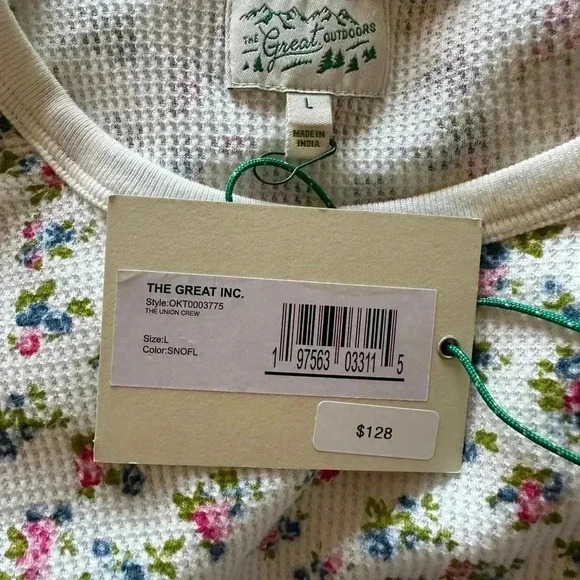 THE Great. OUTDOORS
L
MADE IN
INDIA
THE GREAT INC.
Style:OKT0003775
THE UNION CREW
Size:L
Color:SNOFL
1 97563 03311 5
$128